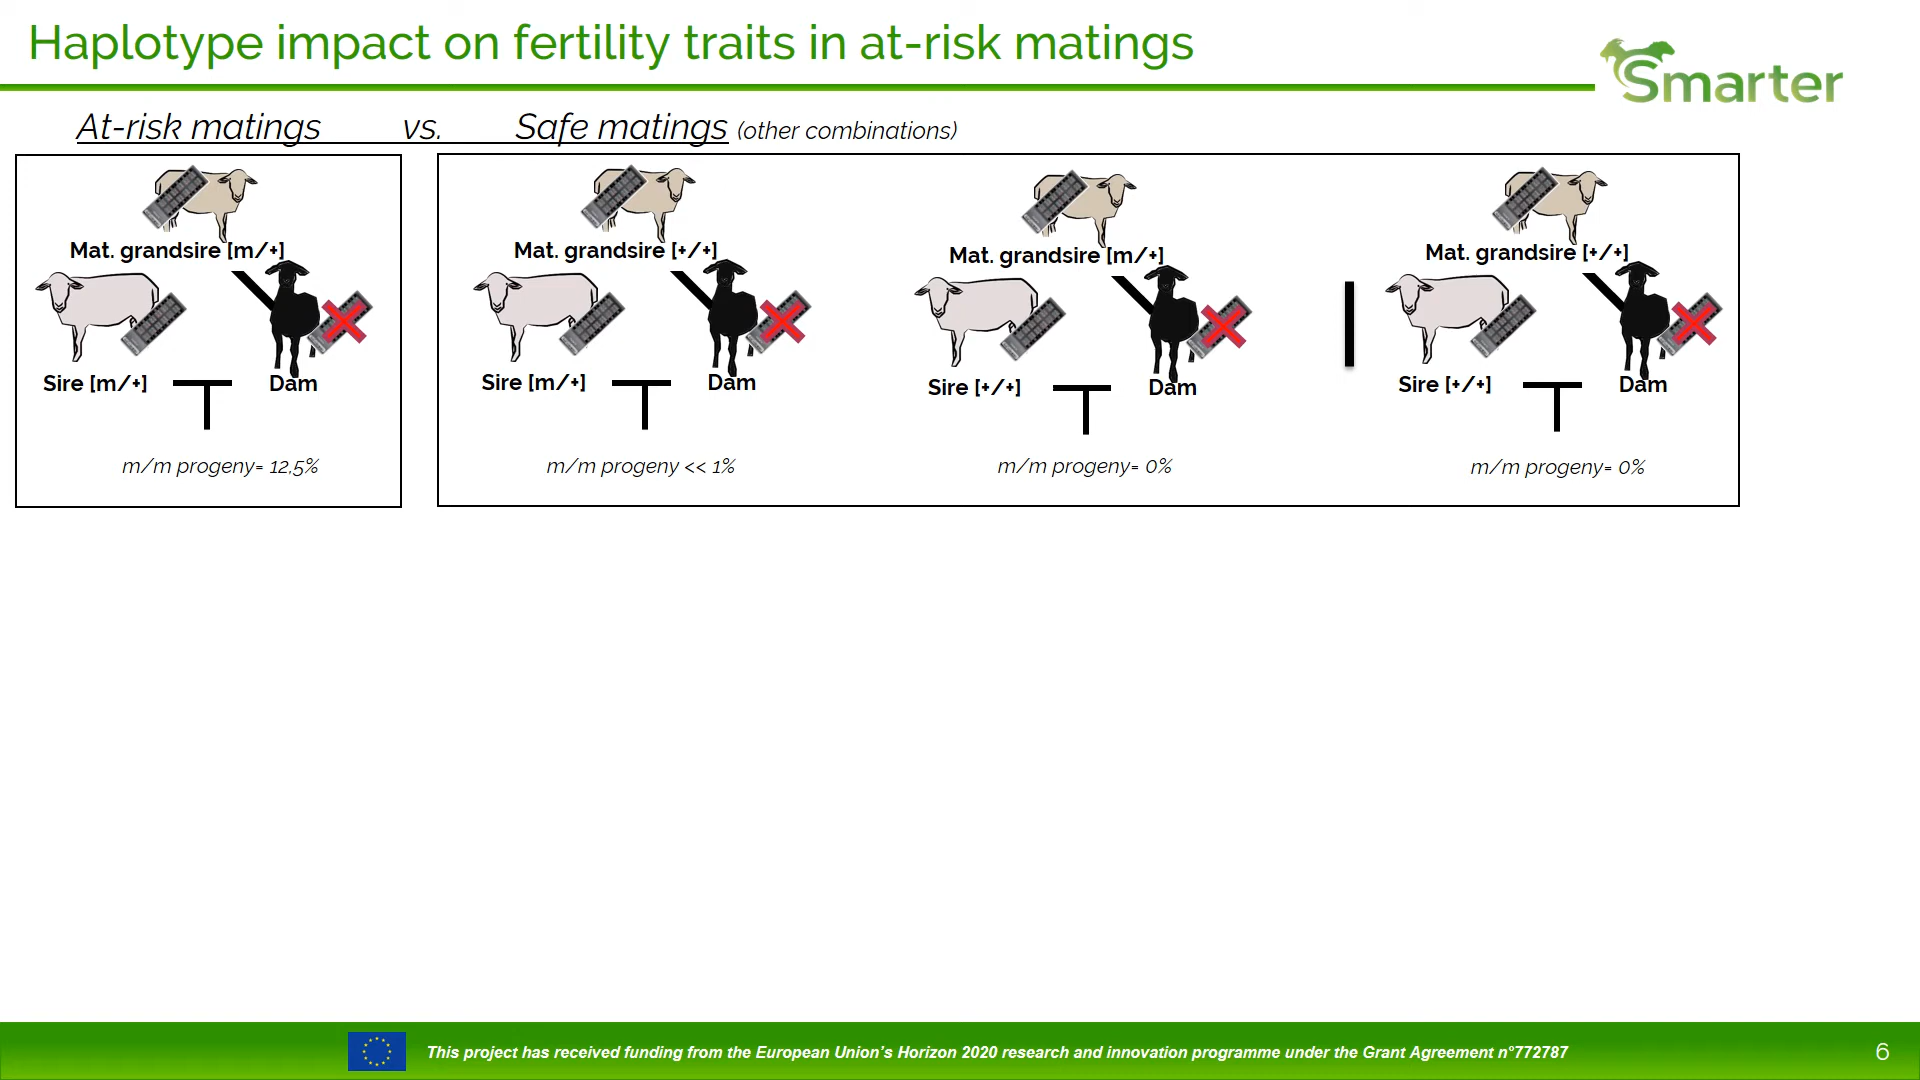 Haplotype impact on fertility traits in at-risk matings
Smarter
At-risk matings vs. Safe matings (other combinations)
Mat. grandsire [m/+]
Sire [m/+] Dam
m/m progeny= 12,5%
Mat. grandsire [+/+]
Sire [m/+] Dam
m/m progeny << 1%
Mat. grandsire [m/+]
Sire [+/+] Dam
m/m progeny= 0%
Mat. grandsire [+/+]
Sire [+/+] Dam
m/m progeny= 0%
This project has received funding from the European Union's Horizon 2020 research and innovation programme under the Grant Agreement n°772787
6